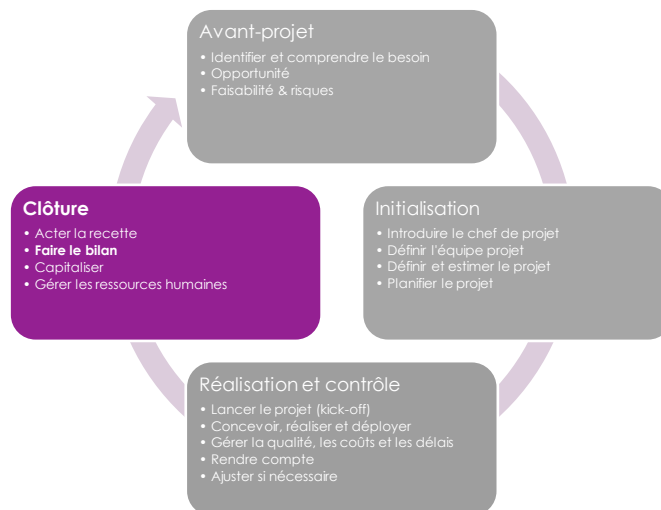 Avant-projet
• Identifier et comprendre le besoin
• Opportunité
• Faisabilité & risques
Clôture
• Acter la recette
• Faire le bilan
• Capitaliser
• Gérer les ressources humaines
Initialisation
• Introduire le chef de projet
• Définir l'équipe projet
• Définir et estimer le projet
• Planifier le projet
Réalisation et contrôle
• Lancer le projet (kick-off)
• Concevoir, réaliser et déployer
• Gérer la qualité, les coûts et les délais
• Rendre compte
• Ajuster si nécessaire